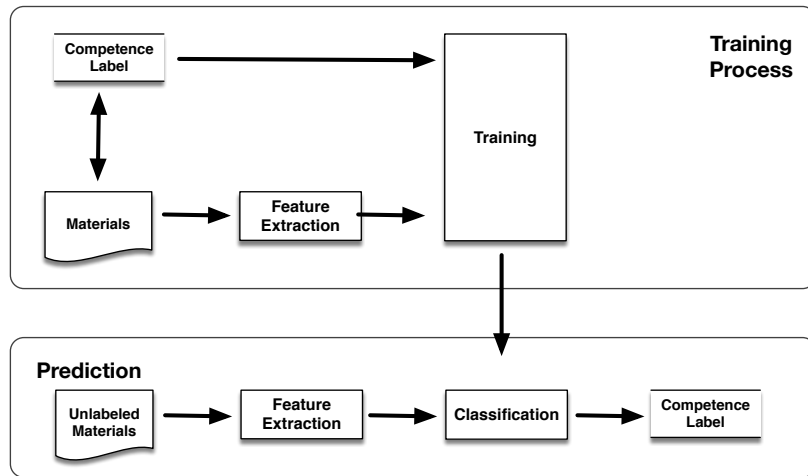 Competence
Label
Training
Process
Training
Materials
Feature
Extraction
Prediction
Unlabeled
Materials
Feature
Extraction
Classification
Competence
Label